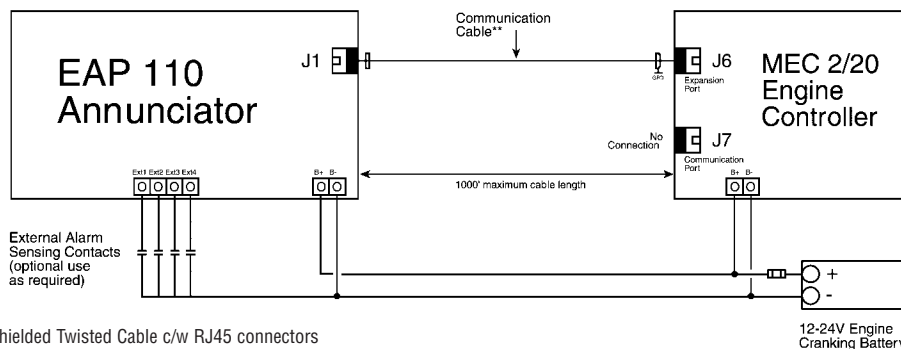 Communication
Cable**
EAP 110
Annunciator
J1
J6
Expansion
Port
MEC 2/20
Engine
Controller
No
Connection
J7
Communication
Port
Ext1 Ext2 Ext3 Ext4
B+ B-
1000' maximum cable length
B+ B-
External Alarm
Sensing Contacts
(optional use
as required)
+
-
hielded Twisted Cable c/w RJ45 connectors
12-24V Engine
Cranking Battery